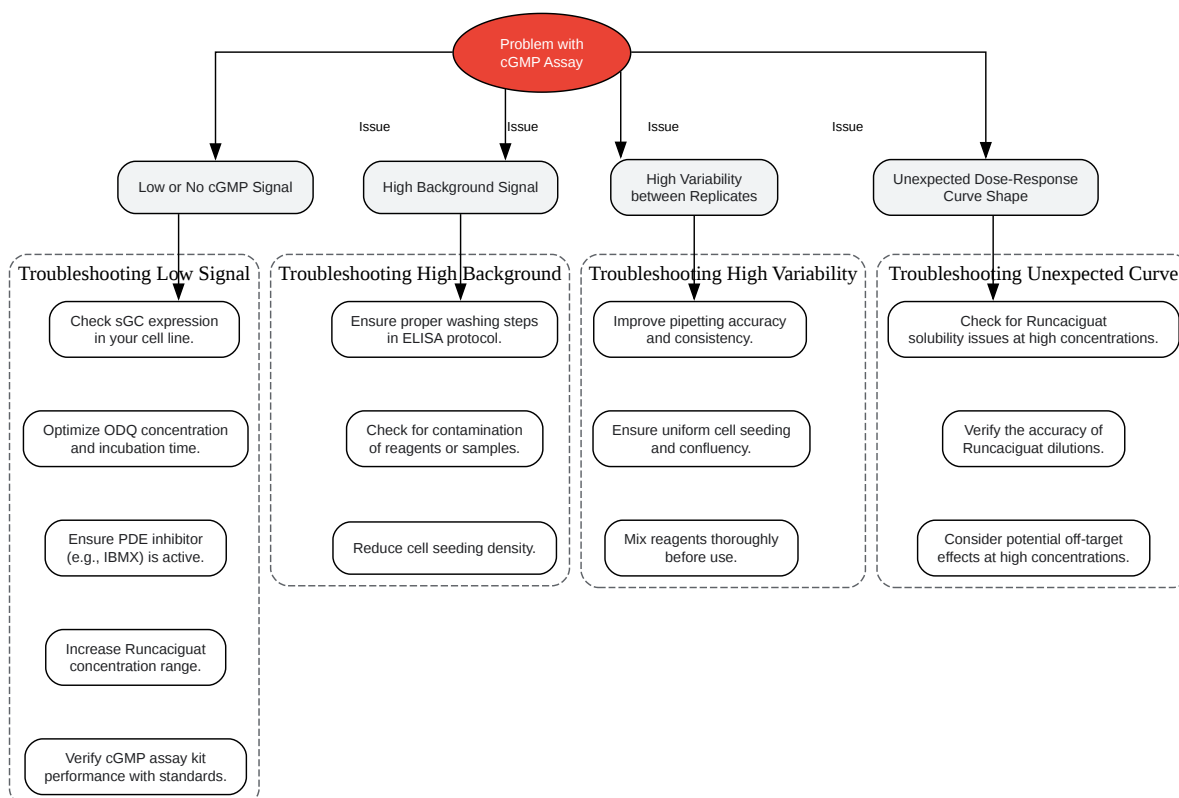 Problem with
cGMP Assay
Issue
Issue
Issue
Issue
Low or No cGMP Signal
High Background Signal
High Variability
between Replicates
Unexpected Dose-Response
Curve Shape
Troubleshooting Low Signal
Check sGC expression
in your cell line.
Optimize ODQ concentration
and incubation time.
Ensure PDE inhibitor
(e.g., IBMX) is active.
Increase Runcaciguat
concentration range.
Verify cGMP assay kit
performance with standards.
Troubleshooting High Background
Ensure proper washing steps
in ELISA protocol.
Check for contamination
of reagents or samples.
Reduce cell seeding density.
Troubleshooting High Variability
Improve pipetting accuracy
and consistency.
Ensure uniform cell seeding
and confluency.
Mix reagents thoroughly
before use.
Troubleshooting Unexpected Curve
Check for Runcaciguat
solubility issues at high concentrations.
Verify the accuracy of
Runcaciguat dilutions.
Consider potential off-target
effects at high concentrations.